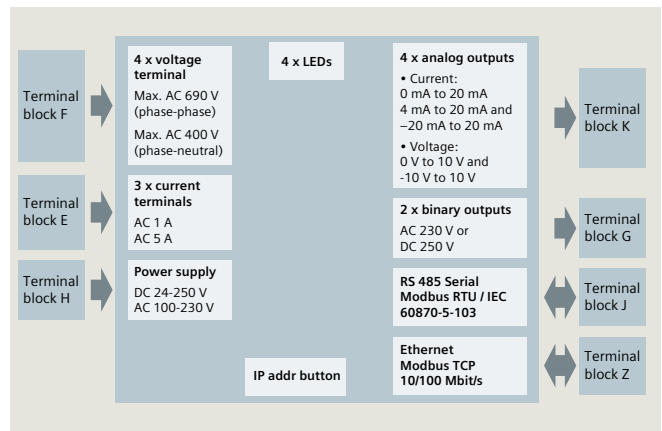 Terminal
block F
4 x voltage
terminal
Max. AC 690 V
(phase-phase)
Max. AC 400 V
(phase-neutral)
Terminal
block E
3 x current
terminals
AC 1 A
AC 5 A
Terminal
block H
Power supply
DC 24-250 V
AC 100-230 V
4 x LEDs
IP addr button
4 x analog outputs
• Current:
0 mA to 20 mA
4 mA to 20 mA and
–20 mA to 20 mA
• Voltage:
0 V to 10 V and
-10 V to 10 V
Terminal
block K
2 x binary outputs
AC 230 V or
DC 250 V
Terminal
block G
RS 485 Serial
Modbus RTU / IEC
60870-5-103
Terminal
block J
Ethernet
Modbus TCP
10/100 Mbit/s
Terminal
block Z